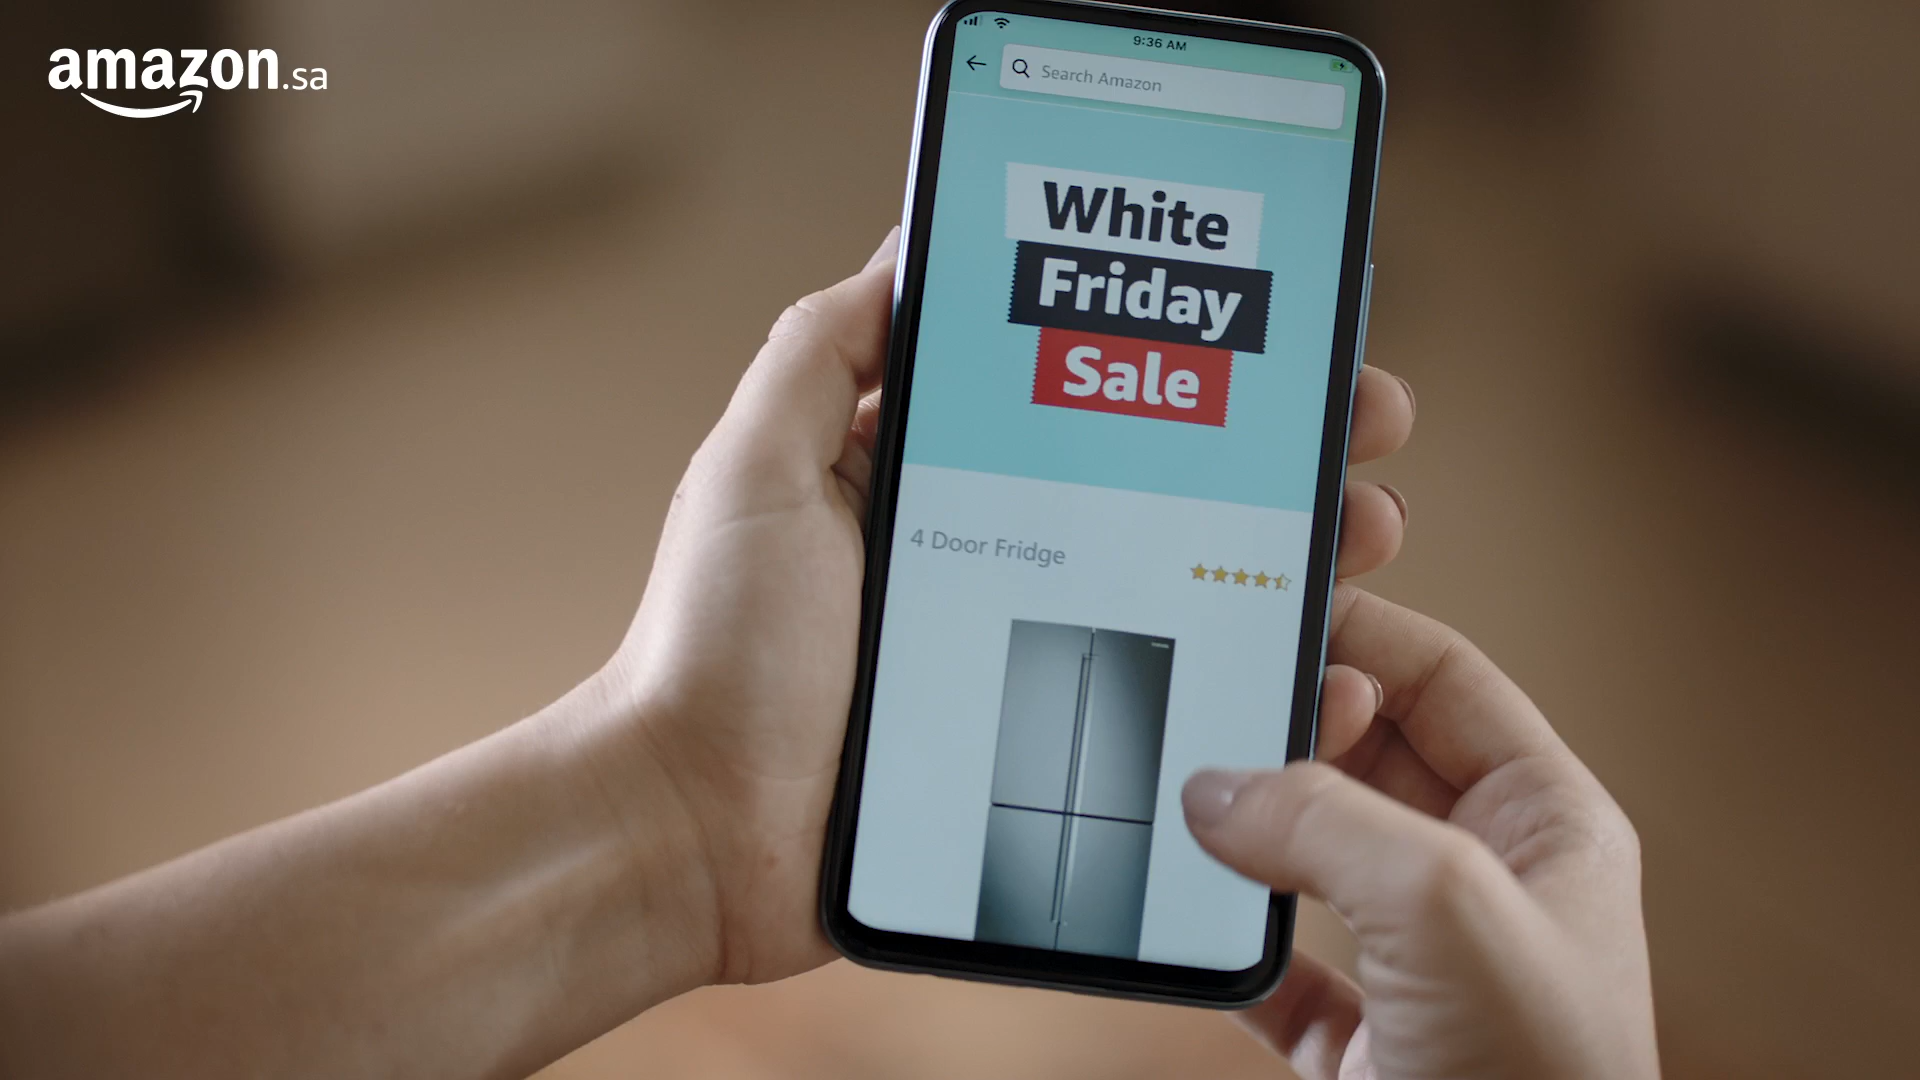 amazon.sa
9:36 AM
Search Amazon
White
Friday
Sale
4 Door Fridge